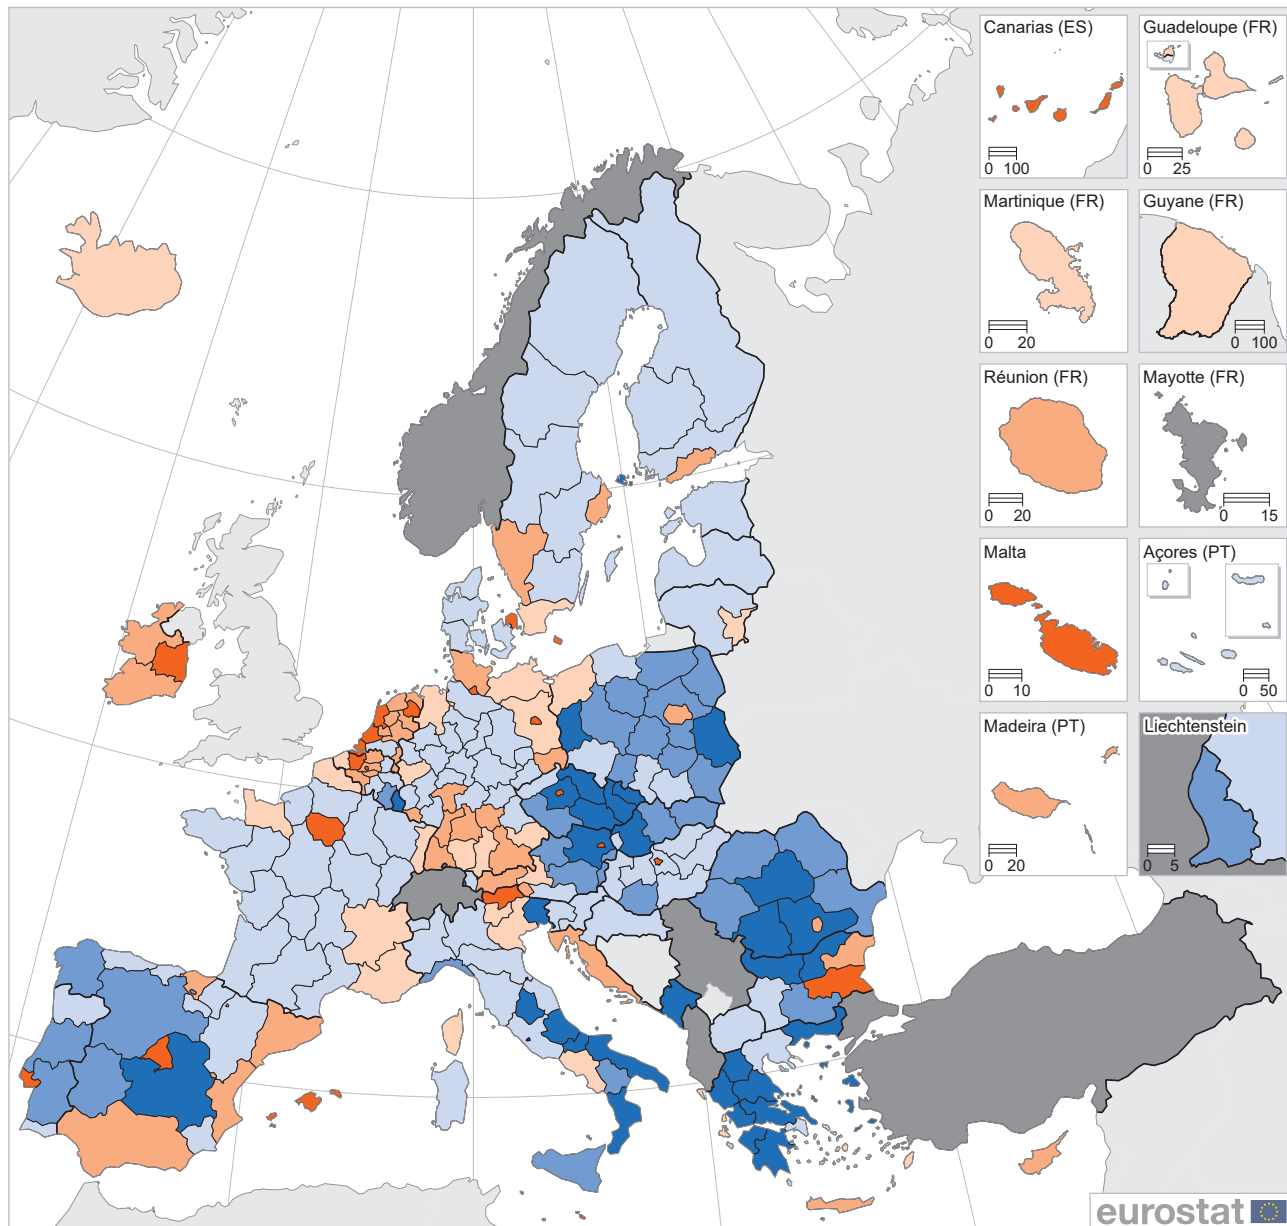 Canarias (ES)
0 100
Guadeloupe (FR)
0 25
Martinique (FR)
0 20
Guyane (FR)
0 100
Réunion (FR)
0 20
Mayotte (FR)
0 15
Malta
0 10
Açores (PT)
0 50
Madeira (PT)
0 20
Liechtenstein
0 5
eurostat